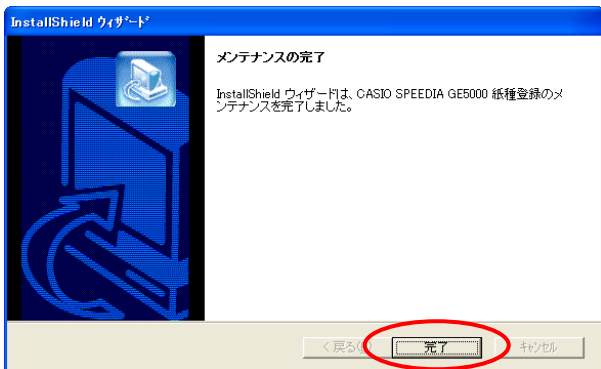 InstallShield ウィザード
メンテナンスの完了
InstallShield ウィザードは、CASIO SPEEDIA GE5000 紙種登録のメ
ンテナンスを完了しました。
< 戻る(
完了
キャンセル